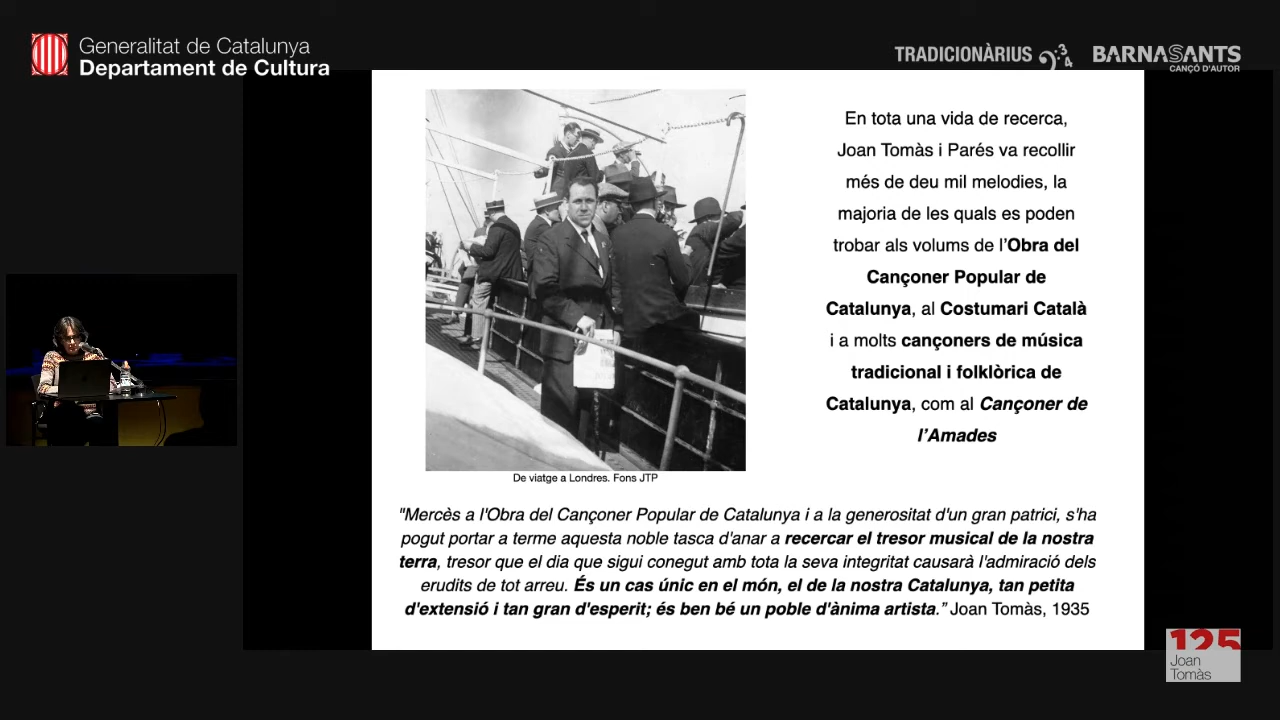 Generalitat de Catalunya
Departament de Cultura
TRADICIONÀRIUS
BARNASANTS
CANÇÓ D'AUTOR
En tota una vida de recerca,
Joan Tomàs i Parés va recollir
més de deu mil melodies, la
majoria de les quals es poden
trobar als volums de l'Obra del
Cançoner Popular de
Catalunya, al Costumari Català
i a molts cançoners de música
tradicional i folklòrica de
Catalunya, com al Cançoner de
l'Amades
De viatge a Londres. Fons JTP
"Mercès a l'Obra del Cançoner Popular de Catalunya i a la generositat d'un gran patrici, s'ha
pogut portar a terme aquesta noble tasca d'anar a recercar el tresor musical de la nostra
terra, tresor que el dia que sigui conegut amb tota la seva integritat causarà l'admiració dels
erudits de tot arreu. És un cas únic en el món, el de la nostra Catalunya, tan petita
d'extensió i tan gran d'esperit; és ben bé un poble d'ànima artista." Joan Tomàs, 1935
125
Joan
Tomàs